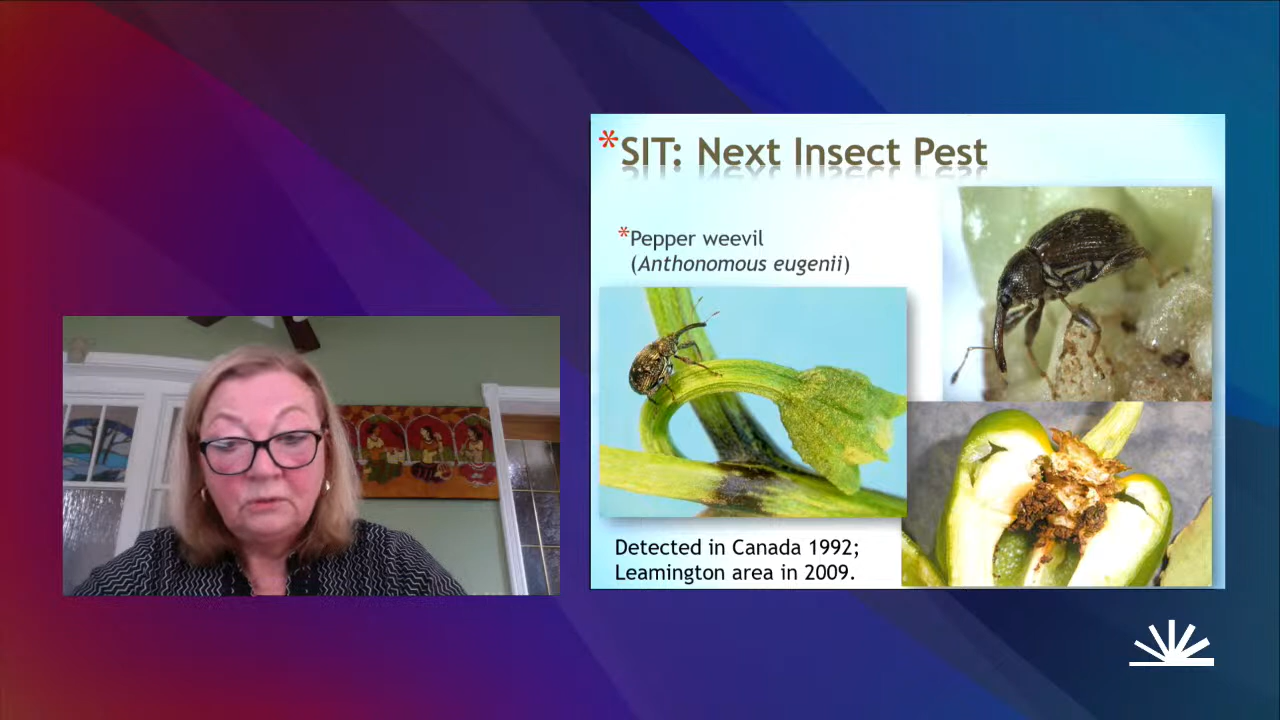 *SIT: Next Insect Pest
*Pepper weevil
(Anthonomous eugenii)
Detected in Canada 1992;
Leamington area in 2009.